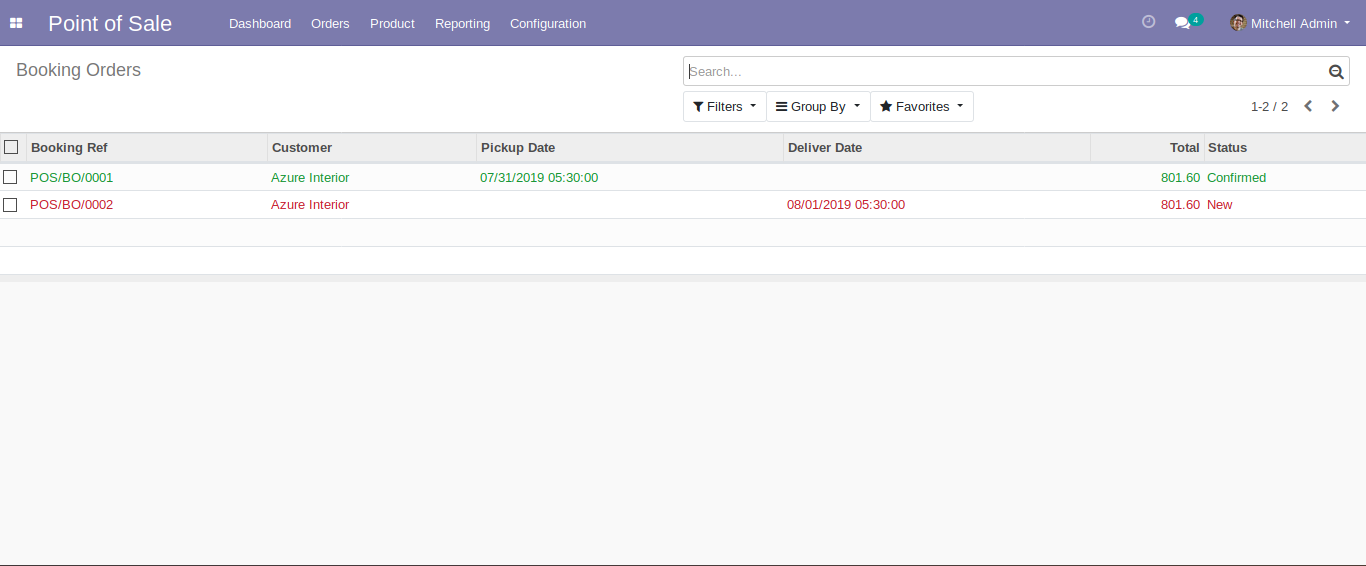 Point of Sale Dashboard Orders Product Reporting Configuration 4 Mitchell Admin
Booking Orders Search...
Filters Group By Favorites 1-2 / 2
Booking Ref Customer Pickup Date Deliver Date Total Status
POS/BO/0001 Azure Interior 07/31/2019 05:30:00 801.60 Confirmed
POS/BO/0002 Azure Interior 08/01/2019 05:30:00 801.60 New